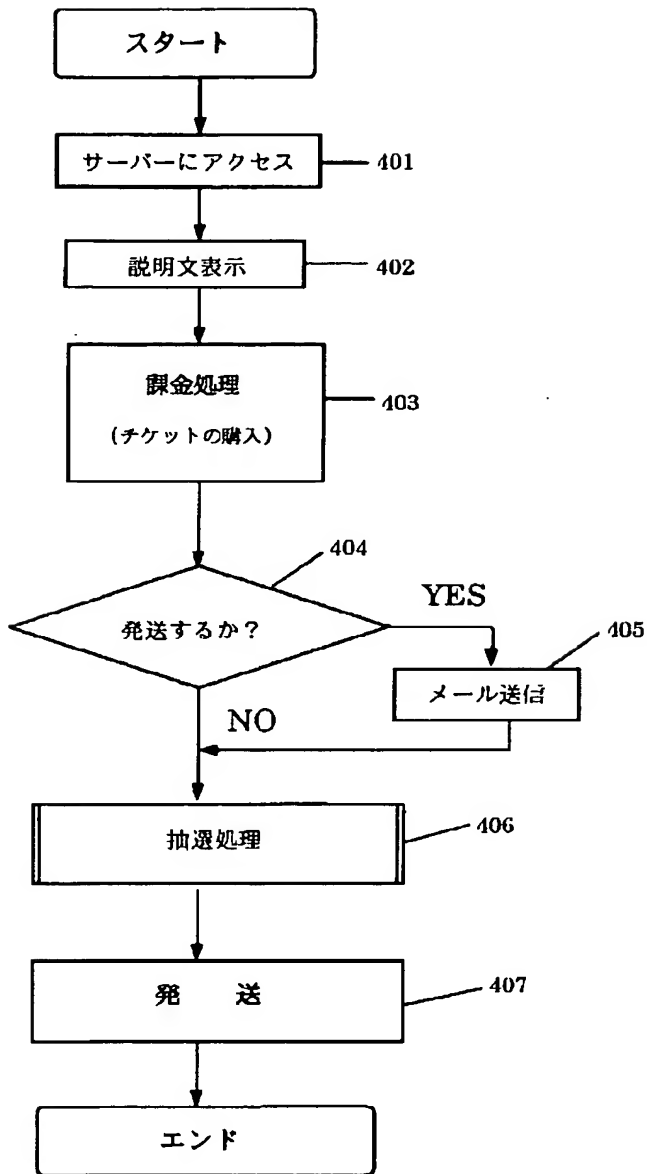 スタート
サーバーにアクセス
401
説明文表示
402
課金処理
(チケットの購入)
403
404
発送するか?
YES
405
メール送信
NO
抽選処理
406
発 送
407
エンド